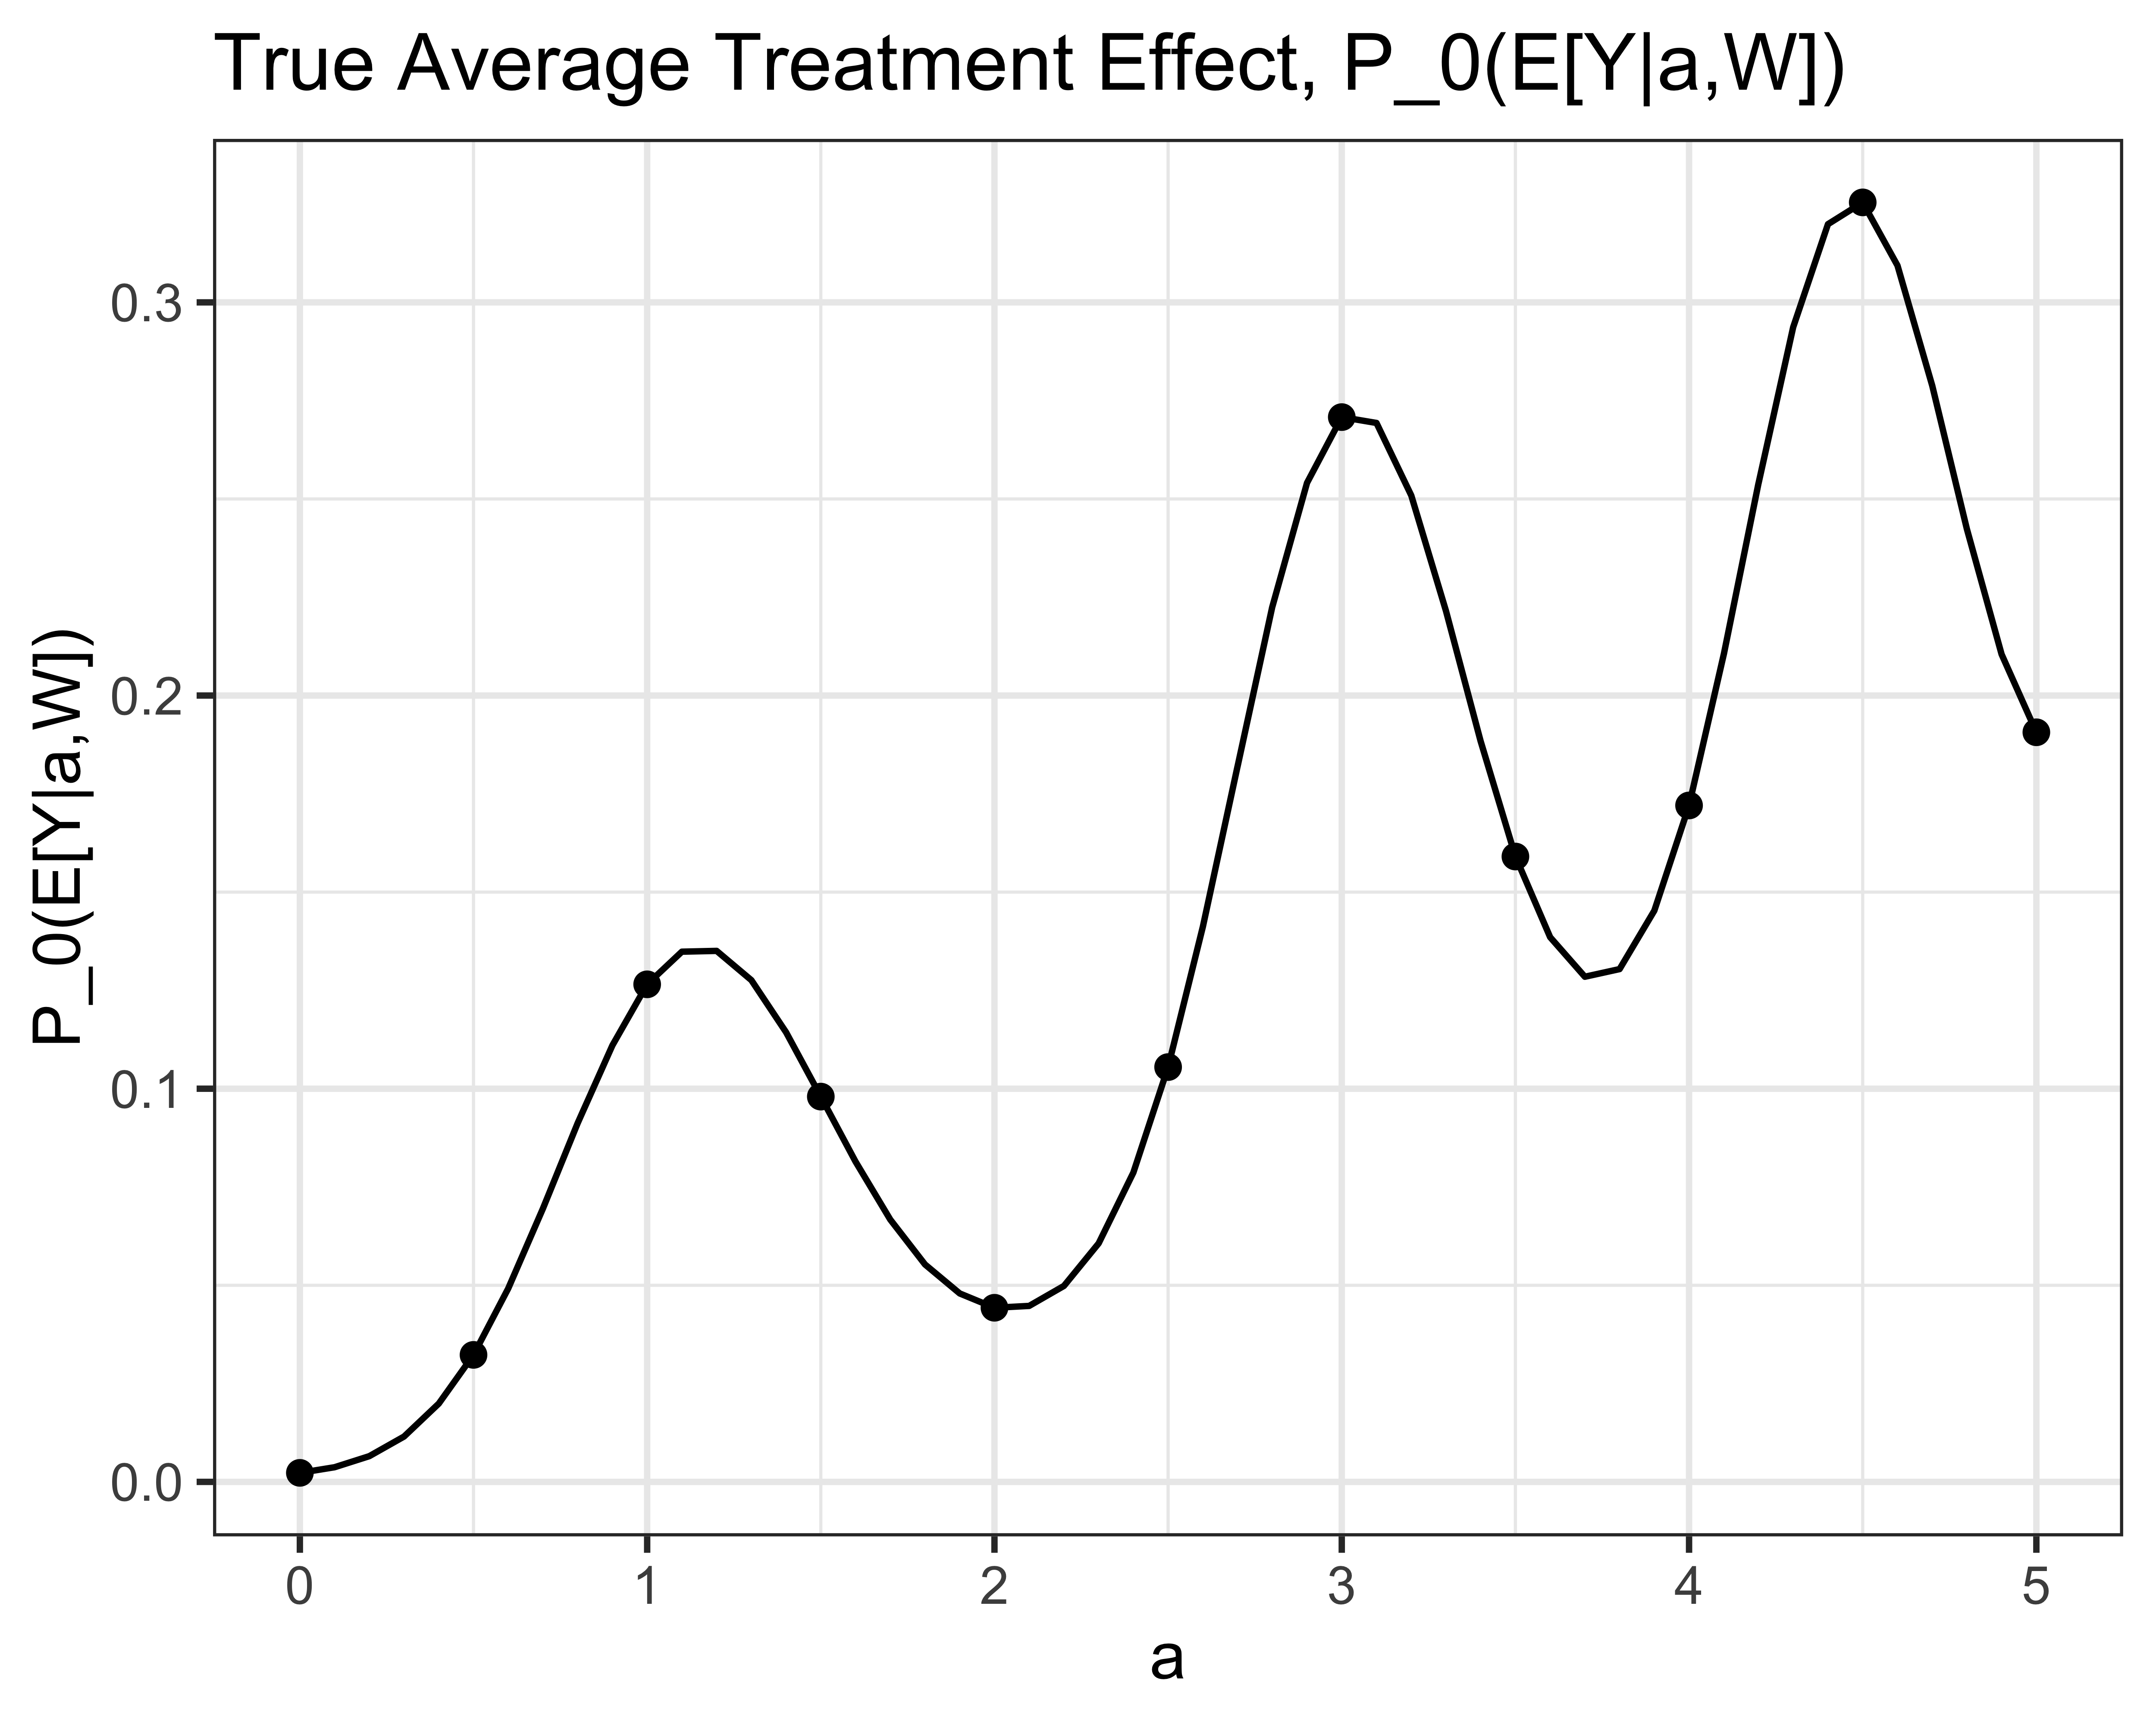 True Average Treatment Effect, P_0(E[Y|a,W])
P_0(E[Y|a,W])
0.3
0.2
0.1
0.0
0 1 2 3 4 5
a